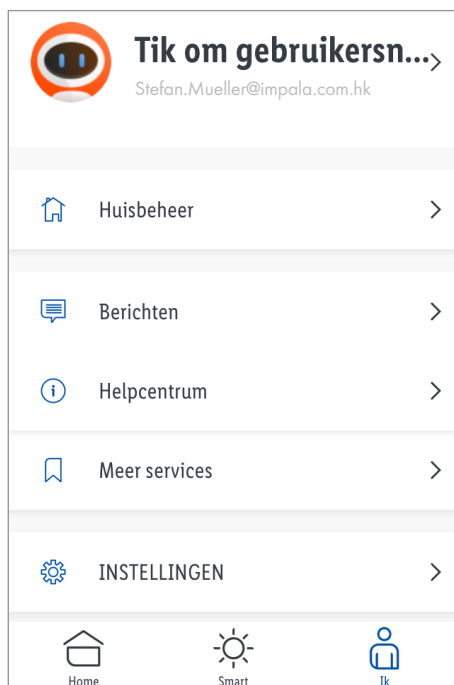 Tik om gebruikersn...
Stefan.Mueller@impala.com.hk
Huisbeheer
Berichten
Helpcentrum
Meer services
INSTELLINGEN
Home
Smart
Ik